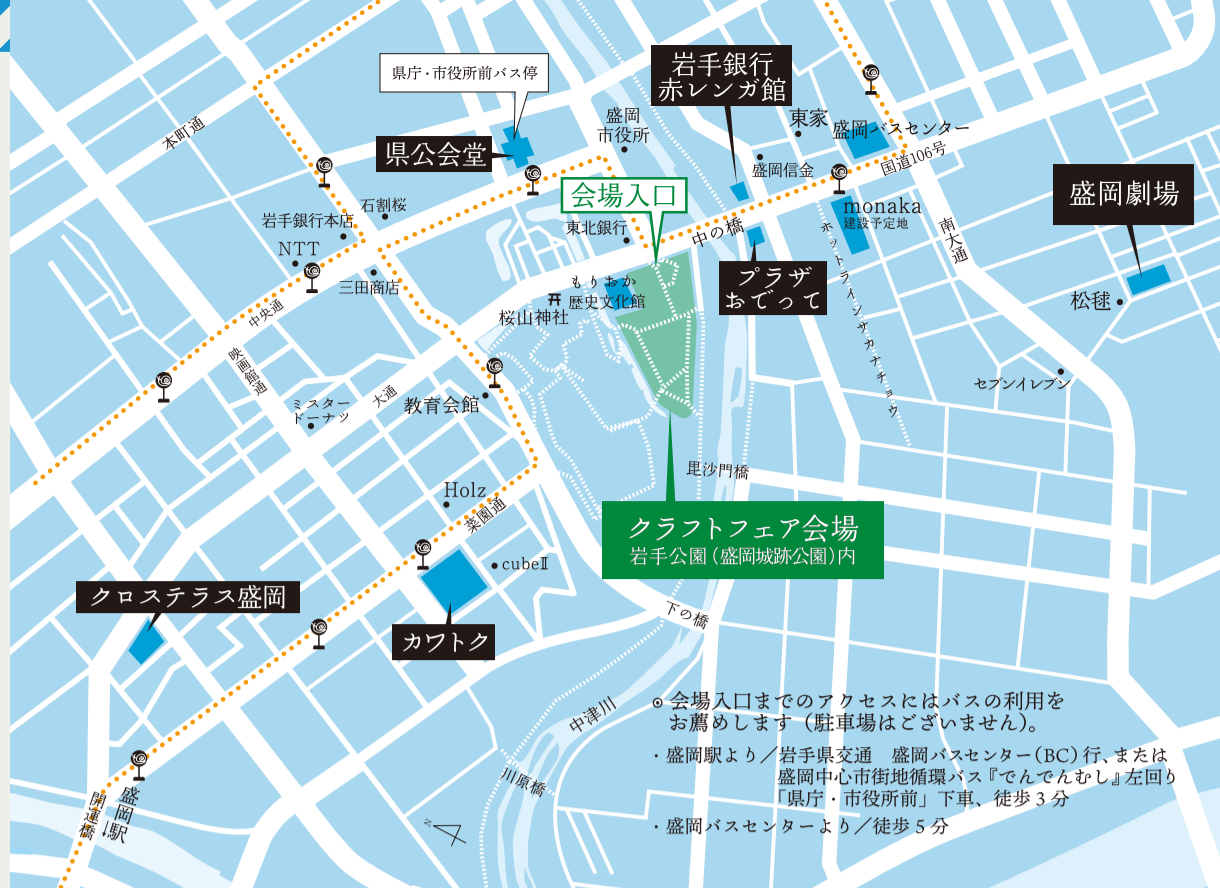 県庁・市役所前バス停
岩手銀行
赤レンガ館
盛岡
市役所
東家
盛岡バスセンター
本町通
県公会堂
国道106号
盛岡信金
盛岡劇場
会場入口
石割桜
岩手銀行本店
NTT
東北銀行
中の橋
monaka
建設予定地
南大通
三田商店
もりおか
歴史文化館
桜山神社
プラザ
おでって
ホットラインサカナチョウ
松毬
中央通
映画館通
大通
ミスター
ドーナツ
教育会館
セブンイレブン
毘沙門橋
Holz
菜園通
クラフトフェア会場
岩手公園（盛岡城跡公園）内
cubeⅡ
クロステラス盛岡
カワトク
下の橋
中津川
川原橋
盛岡駅
↓
開運橋
N
◉ 会場入口までのアクセスにはバスの利用を
お薦めします（駐車場はございません）。
・盛岡駅より／岩手県交通　盛岡バスセンター（BC）行、または
盛岡中心市街地循環バス『でんでんむし』左回り
「県庁・市役所前」下車、徒歩３分
・盛岡バスセンターより／徒歩５分